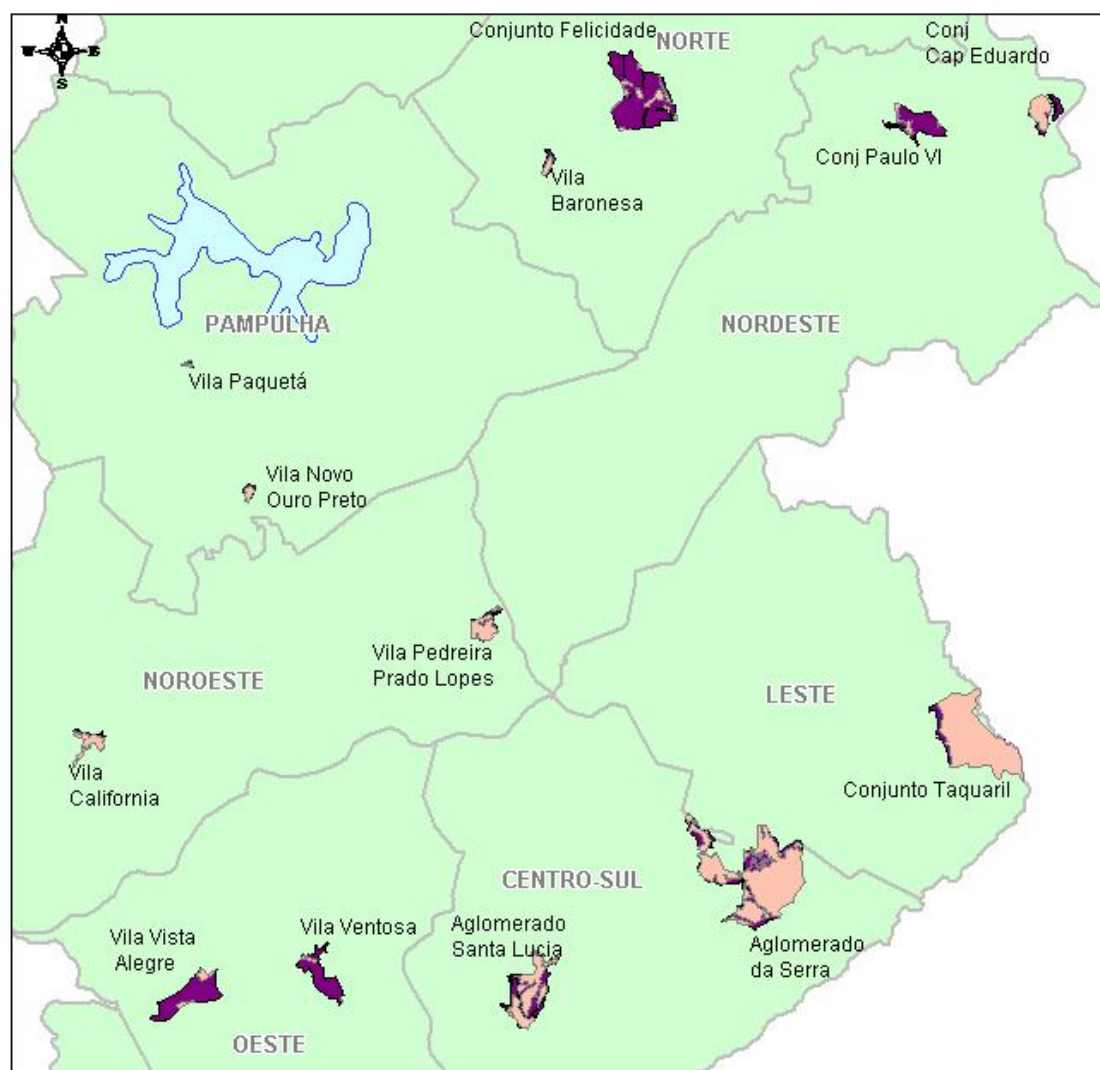 N
W E
S
Conjunto Felicidade
NORTE
Conj
Cap Eduardo
Conj Paulo VI
Vila
Baronesa
PAMPULHA
NORDESTE
Vila Paquetá
Vila Novo
Ouro Preto
Vila Pedreira
Prado Lopes
NOROESTE
LESTE
Vila
California
Conjunto Taquaril
CENTRO-SUL
Vila Vista
Alegre
Vila Ventosa
Aglomerado
Santa Lucia
Aglomerado
da Serra
OESTE